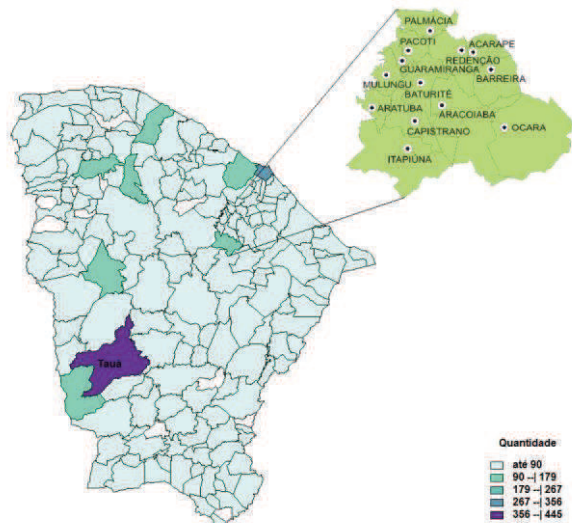 PALMÁCIA
PACOTI
ACARAPE
REDENÇÃO
GUARAMIRANGA
BARREIRA
MULUNGU
BATURITÉ
ARATUBA
ARACOIABA
CAPISTRANO
OCARA
ITAPIÚNA
Taua
Quantidade
até 90
90 --| 179
179 --| 267
267 --| 356
356 --| 445